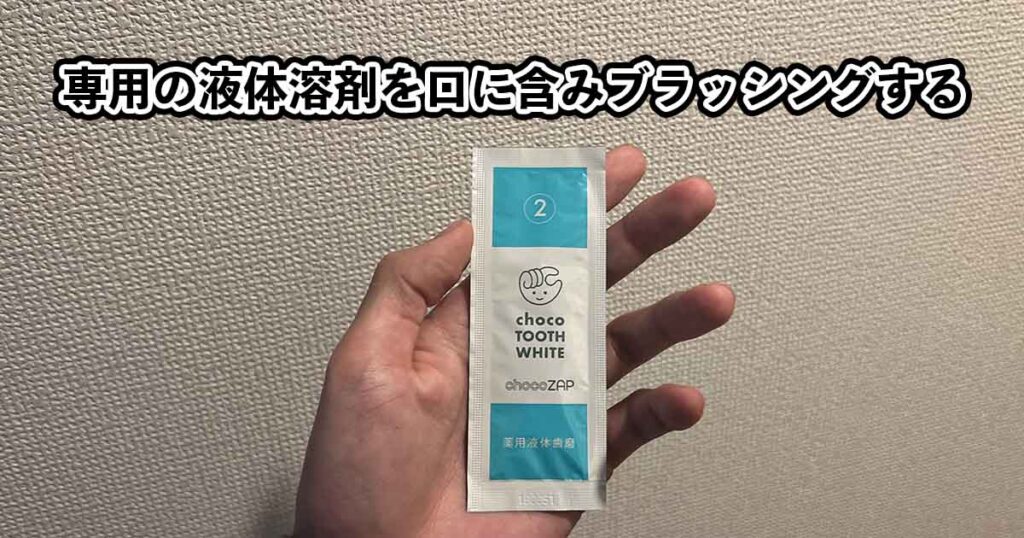 専用の液体溶剤を口に含みブラッシングする
2
choco
TOOTH
WHITE
chocoZAP
薬用液体歯磨